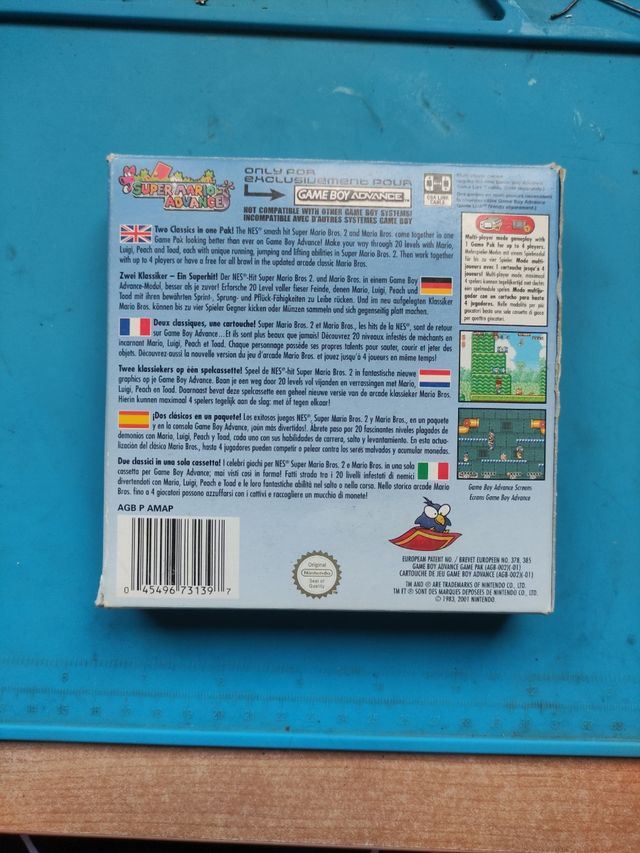 SUPER MARIO
ADVANCE
ONLY FOR
EXCLUSIVEMENT POUR
GAME BOY ADVANCE
NOT COMPATIBLE WITH OTHER GAME BOY SYSTEMS!
INCOMPATIBLE AVEC D'AUTRES SYSTEMES GAME BOY
Two Classics in one Pak! The NES® smash hit Super Mario Bros. 2 and Mario Bros. come together in one
Game Pak looking better than ever on Game Boy Advance! Make your way through 20 levels with Mario,
Luigi, Peach and Toad, each with unique running, jumping and lifting abilities in Super Mario Bros. 2. Then work together
with up to 4 players or have a free for all brawl in the updated arcade classic Mario Bros.
Zwei Klassiker – Ein Superhit! Der NES®-Hit Super Mario Bros. 2 und Mario Bros. in einem Game Boy
Advance-Modul, besser als je zuvor! Erforsche 20 Level voller fieser Feinde, denen Mario, Luigi, Peach und
Toad mit ihren bewährten Sprint-, Sprung- und Pflück-Fähigkeiten zu Leibe rücken. Und im neu aufgelegten Klassiker
Mario Bros. können bis zu vier Spieler Gegner kicken oder Münzen sammeln und sich gegenseitig platt machen.
Deux classiques, une cartouche! Super Mario Bros. 2 et Mario Bros., les hits de la NES®, sont de retour
sur Game Boy Advance...Et ils sont plus beaux que jamais! Découvrez 20 niveaux infestés de méchants en
incarnant Mario, Luigi, Peach et Toad. Chaque personnage possède ses propres talents pour sauter, courir et jeter des
objets. Découvrez-aussi la nouvelle version du jeu d'arcade Mario Bros. et jouez jusqu'à 4 joueurs en même temps!
Twee klassiekers op één spelcassette! Speel de NES®-hit Super Mario Bros. 2 in fantastische nieuwe
graphics op je Game Boy Advance. Baan je een weg door 20 levels vol vijanden en verrassingen met Mario,
Luigi, Peach en Toad. Daarnaast bevat deze spelcassette een geheel nieuwe versie van de arcade klassieker Mario Bros.
Hierin kunnen maximaal 4 spelers tegelijk aan de slag: met óf tegen elkaar!
¡Dos clásicos en un paquete! Los exitosos juegos NES®, Super Mario Bros. 2 y Mario Bros., en un paquete
y en la consola Game Boy Advance, ¡aún más divertidos!. Ábrete paso por 20 fascinantes niveles plagados de
demonios con Mario, Luigi, Peach y Toad, cada uno con sus habilidades de carrera, salto y levantamiento. En esta actua-
lización del clásico Mario Bros., hasta 4 jugadores pueden competir o pelear contra los seres malvados y acumular monedas.
Due classici in una sola cassetta! I celebri giochi per NES® Super Mario Bros. 2 e Mario Bros. in una sola
cassetta per Game Boy Advance; mai visti così in forma! Fatti strada tra i 20 livelli infestati di nemici
divertendoti con Mario, Luigi, Peach e Toad e le loro fantastiche abilità nel salto o nella corsa. Nello storico arcade Mario
Bros. fino a 4 giocatori possono azzuffarsi con i cattivi e raccogliere un mucchio di monete!
AGB P AMAP
0 45496 73139 7
Original
Nintendo
Seal of
Quality
Multi-player mode gameplay with
1 Game Pak for up to 4 players.
Game Boy Advance Screens
Ecrans Game Boy Advance
EUROPEAN PATENT NO. / BREVET EUROPEEN NO. 378, 385
GAME BOY ADVANCE GAME PAK (AGB-002)(-01)
CARTOUCHE DE JEU GAME BOY ADVANCE (AGB-002)(-01)
TM AND ® ARE TRADEMARKS OF NINTENDO CO., LTD.
TM ET ® SONT DES MARQUES DEPOSEES DE NINTENDO CO., LTD.
© 1983, 2001 NINTENDO.